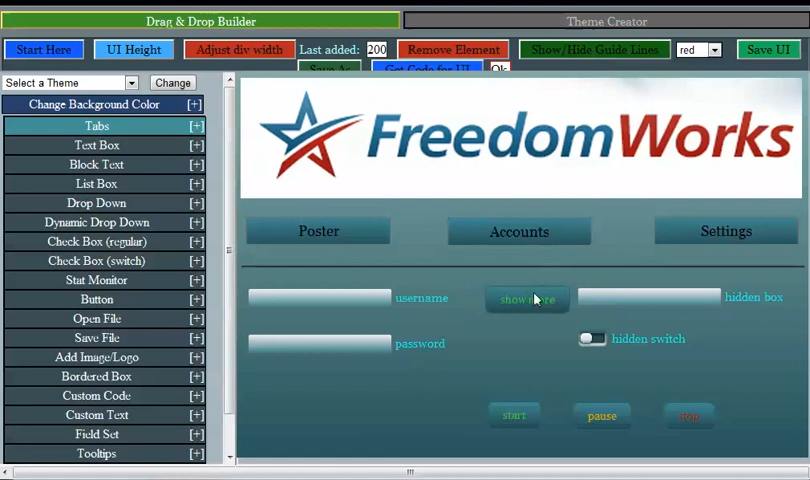 Drag & Drop Builder
Theme Creator
Start Here
UI Height
Adjust div width
Last added:
200
Remove Element
Show/Hide Guide Lines
red
Save UI
Save As
Get Code for UI
Ok
Select a Theme
Change
Change Background Color [+]
Tabs [+]
Text Box [+]
Block Text [+]
List Box [+]
Drop Down [+]
Dynamic Drop Down [+]
Check Box (regular) [+]
Check Box (switch) [+]
Stat Monitor [+]
Button [+]
Open File [+]
Save File [+]
Add Image/Logo [+]
Bordered Box [+]
Custom Code [+]
Custom Text [+]
Field Set [+]
Tooltips [+]
FreedomWorks
Poster
Accounts
Settings
username
show more
hidden box
password
hidden switch
start
pause
stop